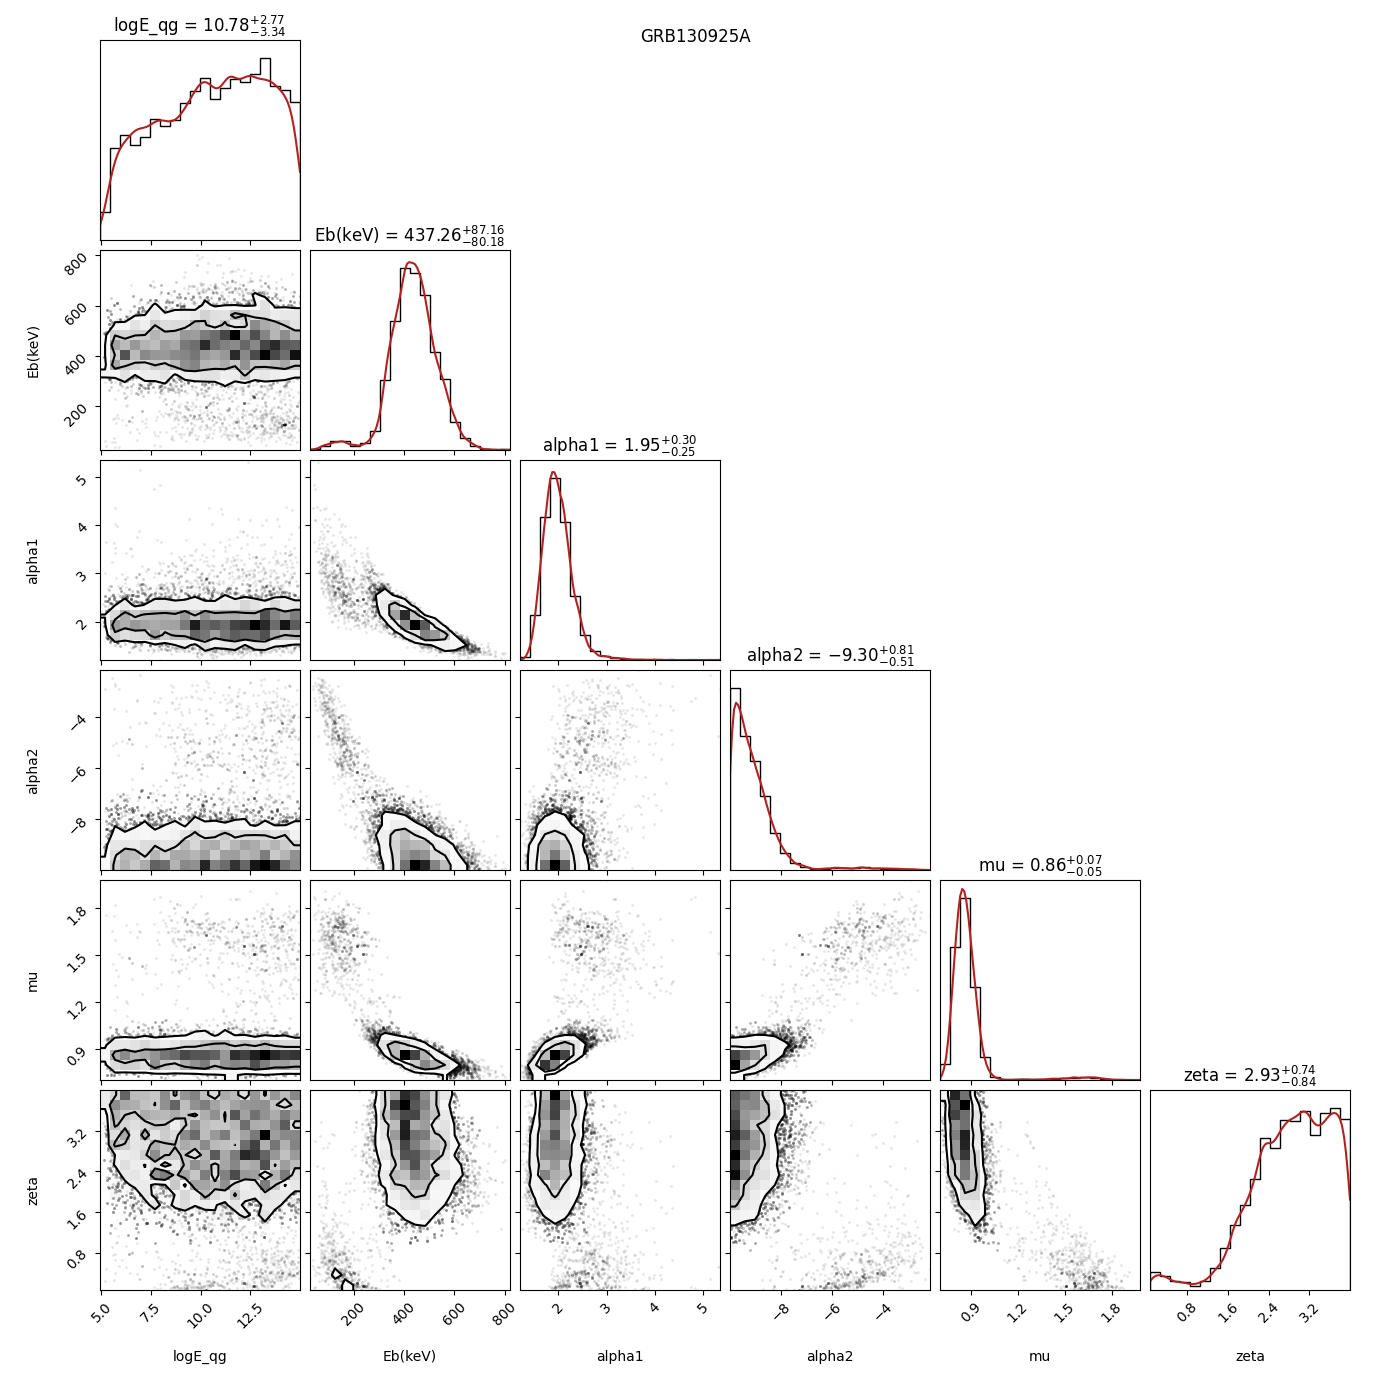 logE_qg = 10.78+2.77 −3.34
GRB130925A
Eb(keV) = 437.26+87.16 −80.18
800
600
400
200
Eb(keV)
alpha1 = 1.95+0.30 −0.25
5
4
3
2
alpha1
alpha2 = −9.30+0.81 −0.51
−4
−6
−8
alpha2
mu = 0.86+0.07 −0.05
1.8
1.5
1.2
0.9
mu
zeta = 2.93+0.74 −0.84
3.2
2.4
1.6
0.8
zeta
5.0 7.5 10.0 12.5 200 400 600 800 2 3 4 5 −8 −6 −4 0.9 1.2 1.5 1.8 0.8 1.6 2.4 3.2
logE_qg Eb(keV) alpha1 alpha2 mu zeta